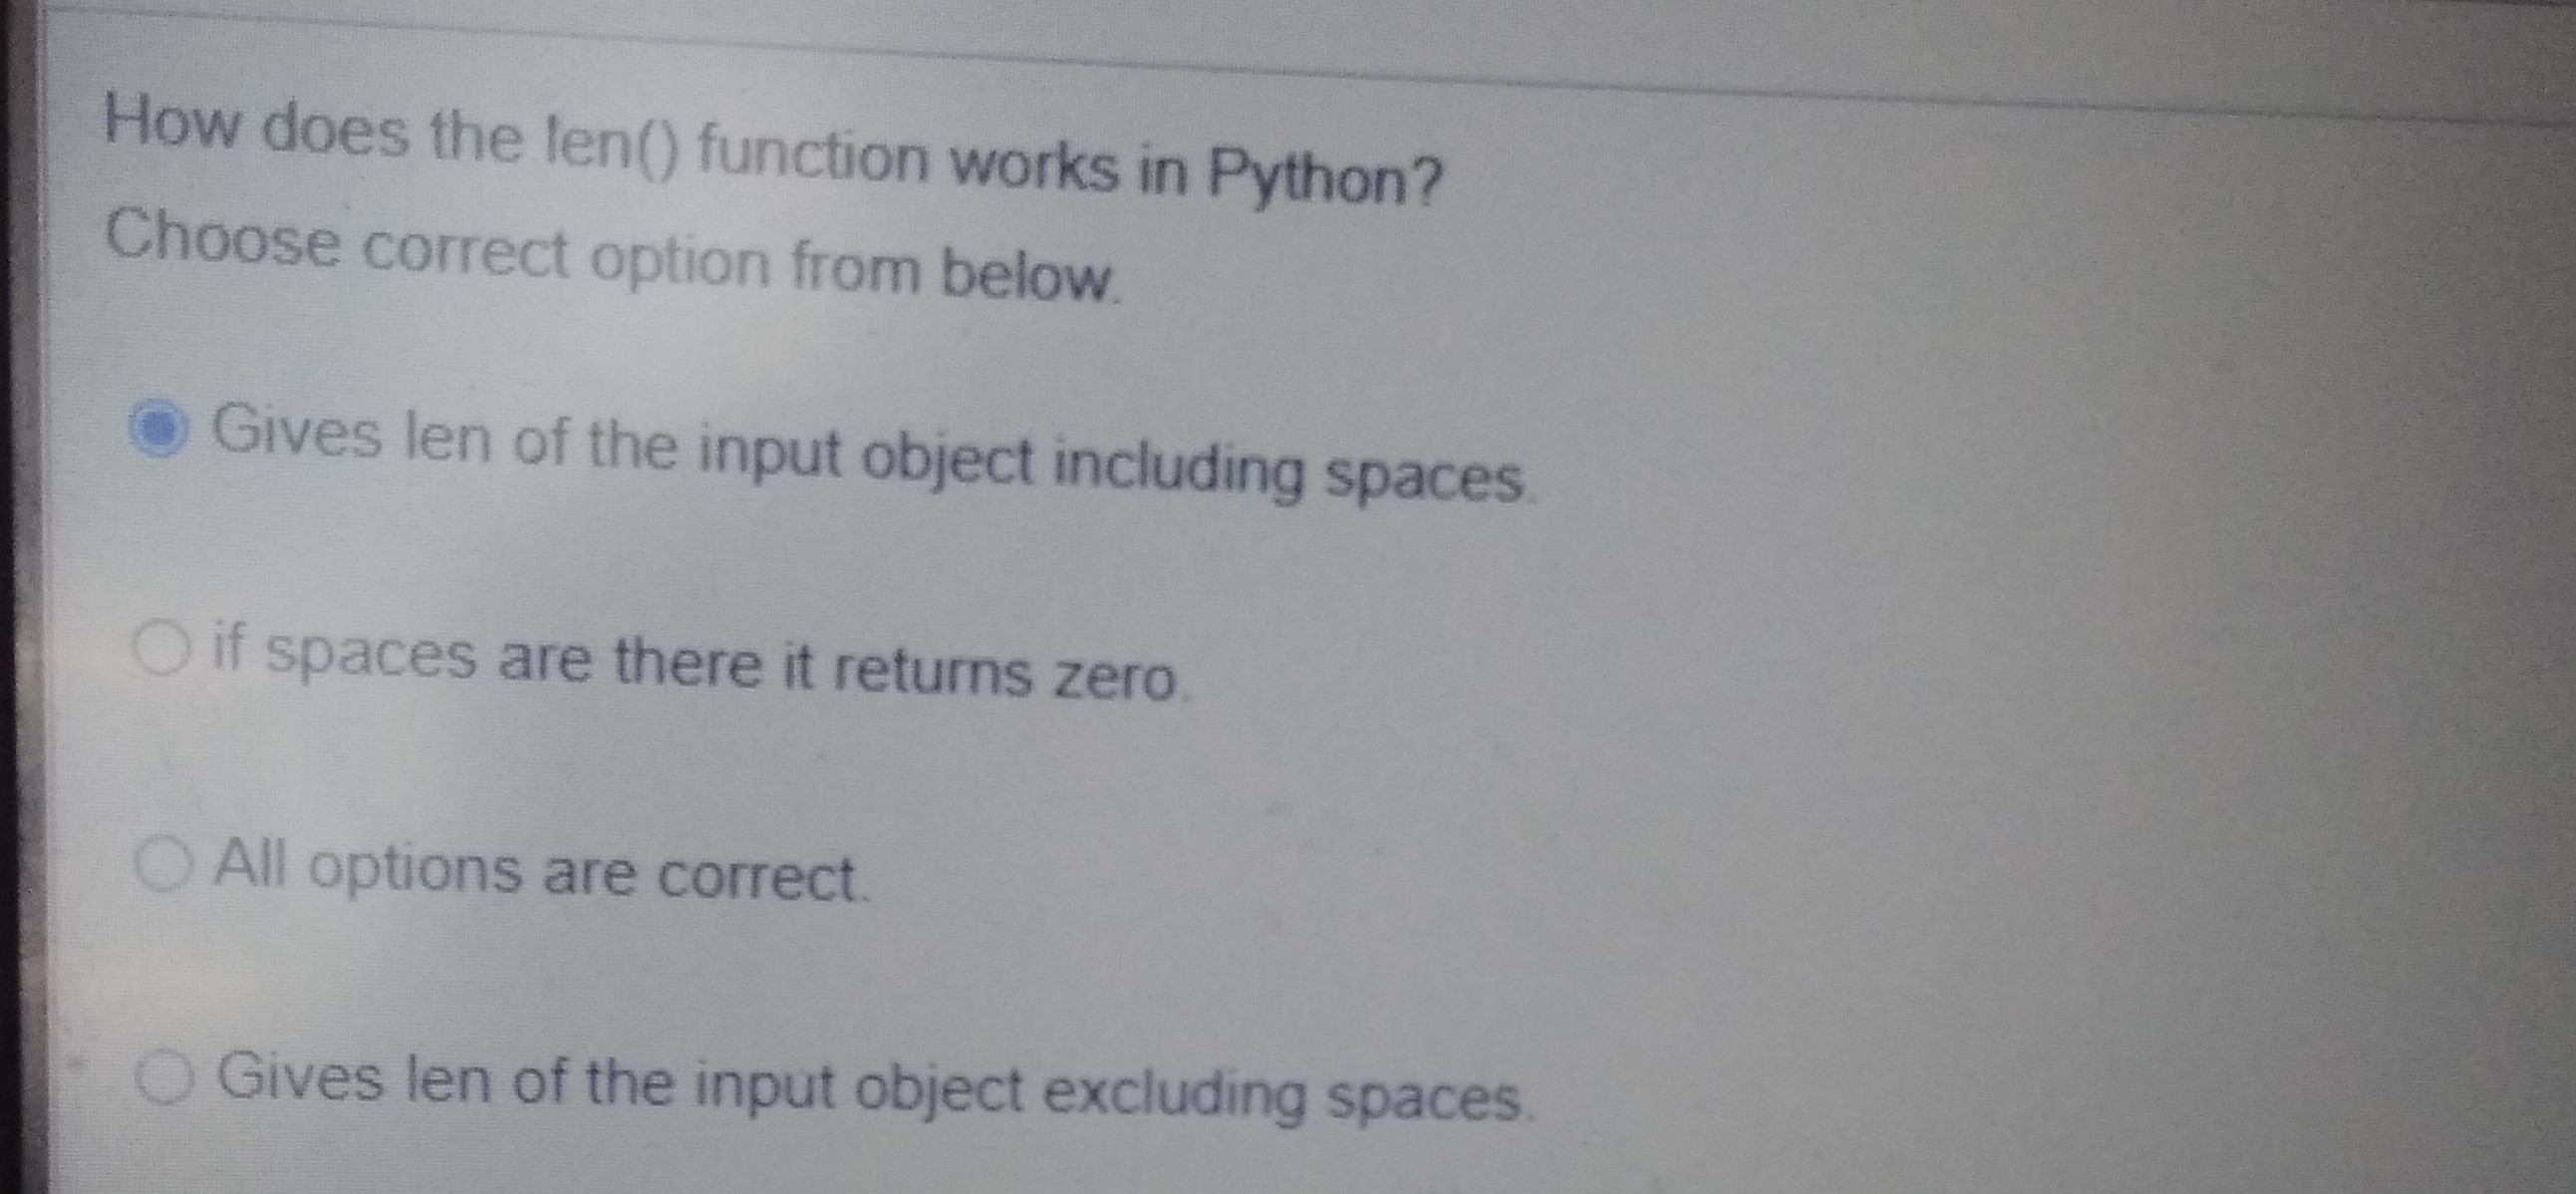 How does the len() function works in Python?
Choose correct option from below.
Gives len of the input object including spaces.
if spaces are there it returns zero.
All options are correct.
Gives len of the input object excluding spaces.